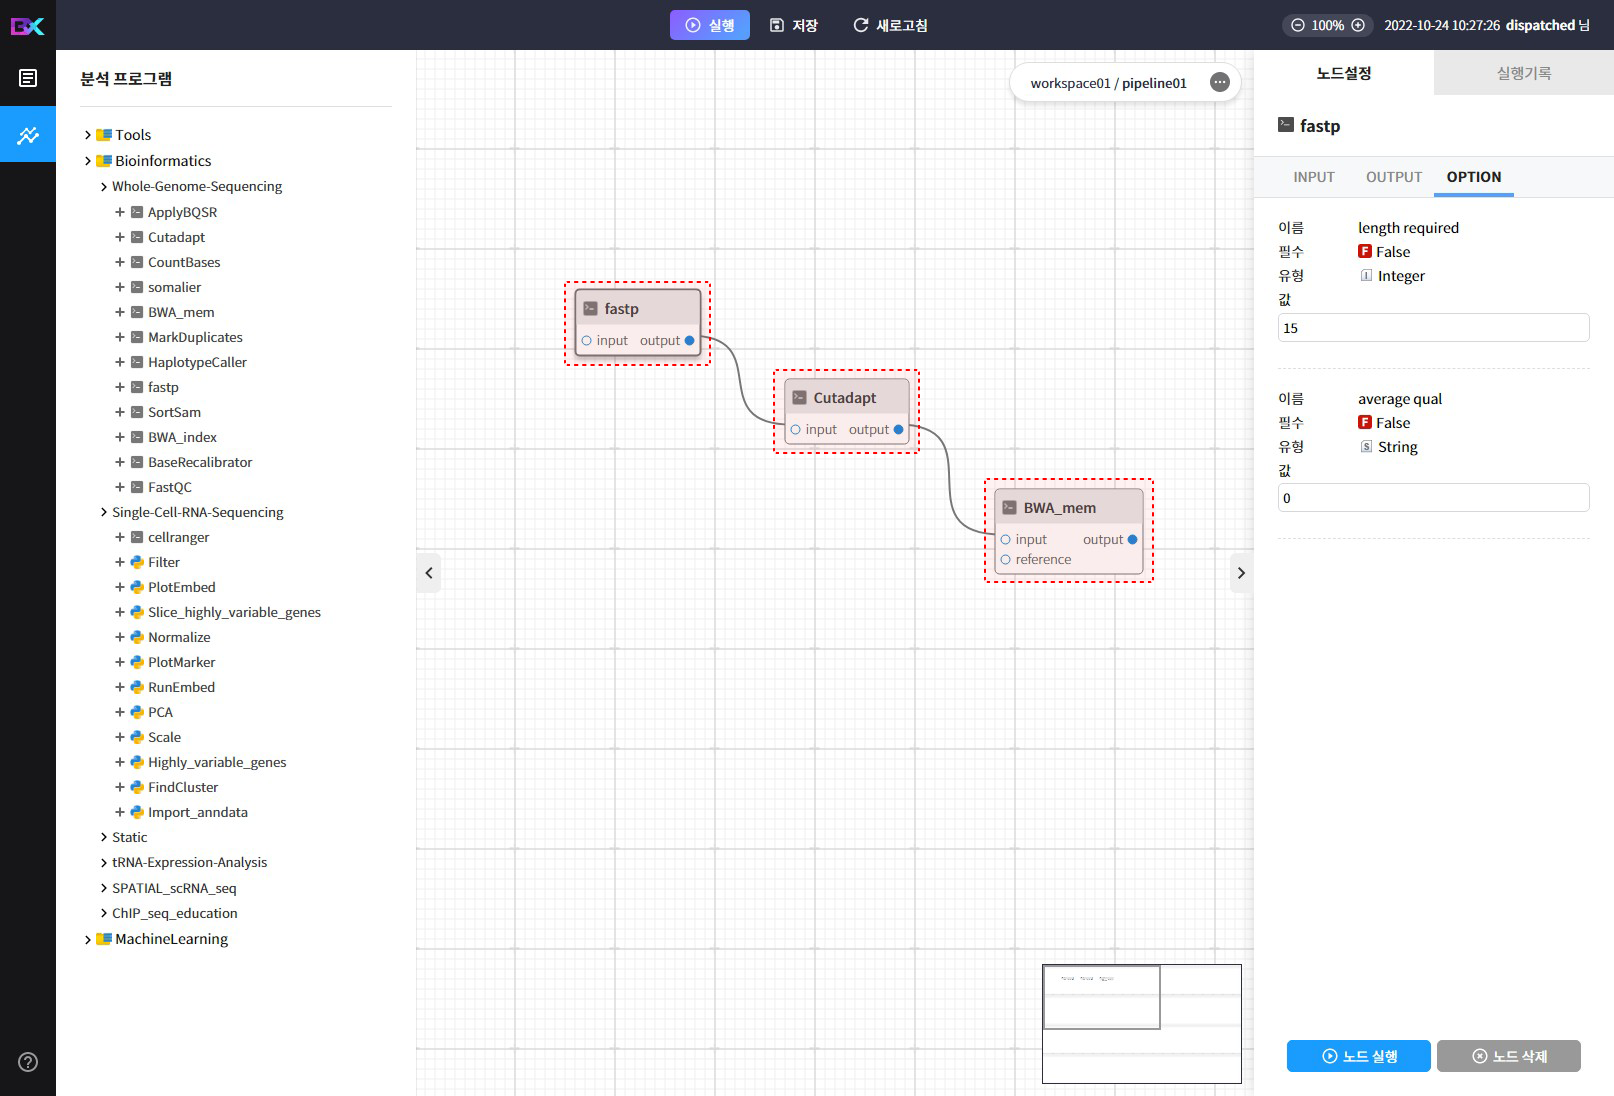 BX
실행
저장
새로고침
100%
2022-10-24 10:27:26 dispatched 님
분석 프로그램
Tools
Bioinformatics
Whole-Genome-Sequencing
ApplyBQSR
Cutadapt
CountBases
somalier
BWA_mem
MarkDuplicates
HaplotypeCaller
fastp
SortSam
BWA_index
BaseRecalibrator
FastQC
Single-Cell-RNA-Sequencing
cellranger
Filter
PlotEmbed
Slice_highly_variable_genes
Normalize
PlotMarker
RunEmbed
PCA
Scale
Highly_variable_genes
FindCluster
Import_anndata
Static
tRNA-Expression-Analysis
SPATIAL_scRNA_seq
ChIP_seq_education
MachineLearning
workspace01 / pipeline01
fastp
input output
Cutadapt
input output
BWA_mem
input output
reference
노드설정
실행기록
fastp
INPUT OUTPUT OPTION
이름 length required
필수 F False
유형 I Integer
값
15
이름 average qual
필수 F False
유형 S String
값
0
노드 실행
노드 삭제